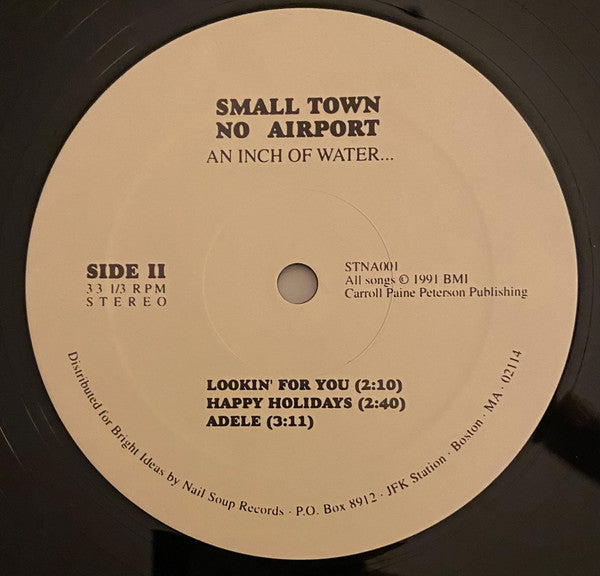 SMALL TOWN
NO AIRPORT
AN INCH OF WATER...
SIDE II
33 1/3 RPM
STEREO
STNA001
All songs © 1991 BMI
Carroll Paine Peterson Publishing
LOOKIN' FOR YOU (2:10)
HAPPY HOLIDAYS (2:40)
ADELE (3:11)
Distributed for Bright Ideas by Nail Soup Records · P.O. Box 8912 · JFK Station · Boston · MA · 02114